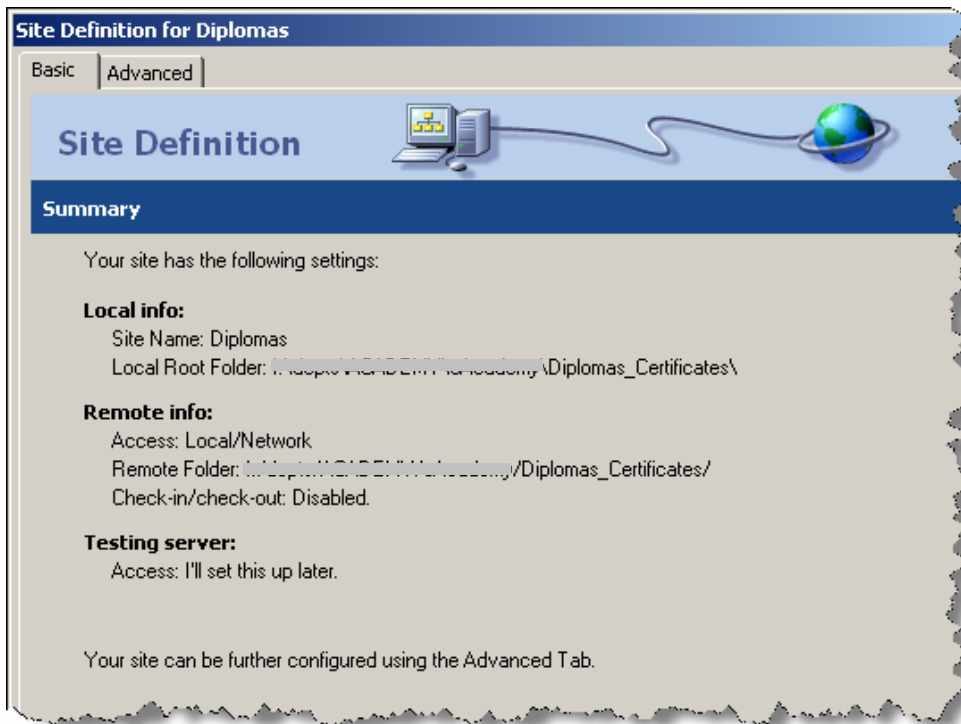 Site Definition for Diplomas
Basic
Advanced
Site Definition
Summary
Your site has the following settings:
Local info:
Site Name: Diplomas
Local Root Folder: \Diplomas_Certificates\
Remote info:
Access: Local/Network
Remote Folder: /Diplomas_Certificates/
Check-in/check-out: Disabled.
Testing server:
Access: I'll set this up later.
Your site can be further configured using the Advanced Tab.